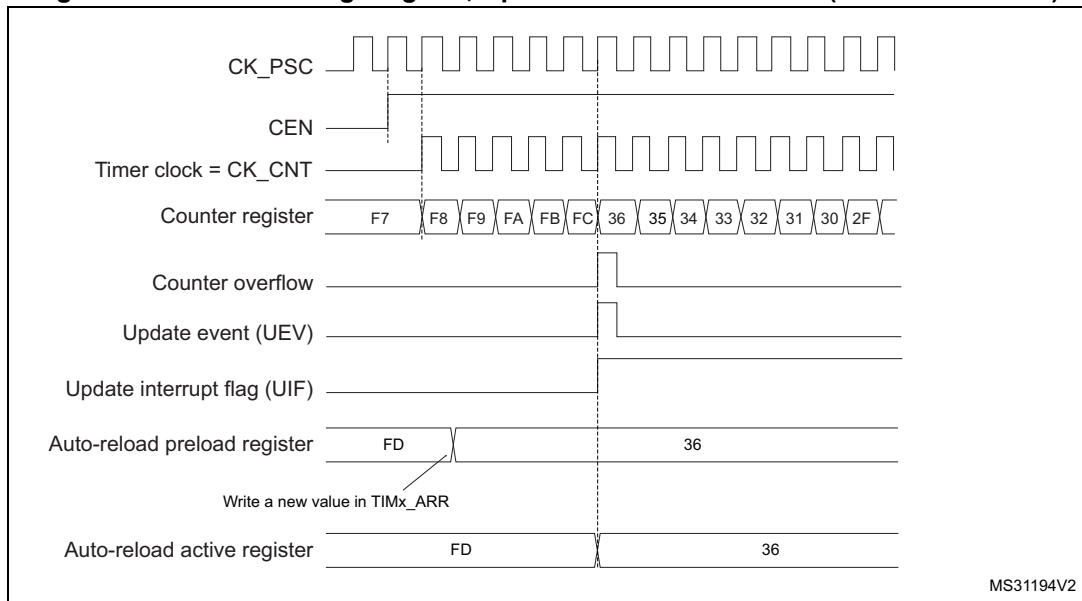 CK_PSC
CEN
Timer clock = CK_CNT
Counter register F7 F8 F9 FA FB FC 36 35 34 33 32 31 30 2F
Counter overflow
Update event (UEV)
Update interrupt flag (UIF)
Auto-reload preload register FD 36
Write a new value in TIMx_ARR
Auto-reload active register FD 36
MS31194V2